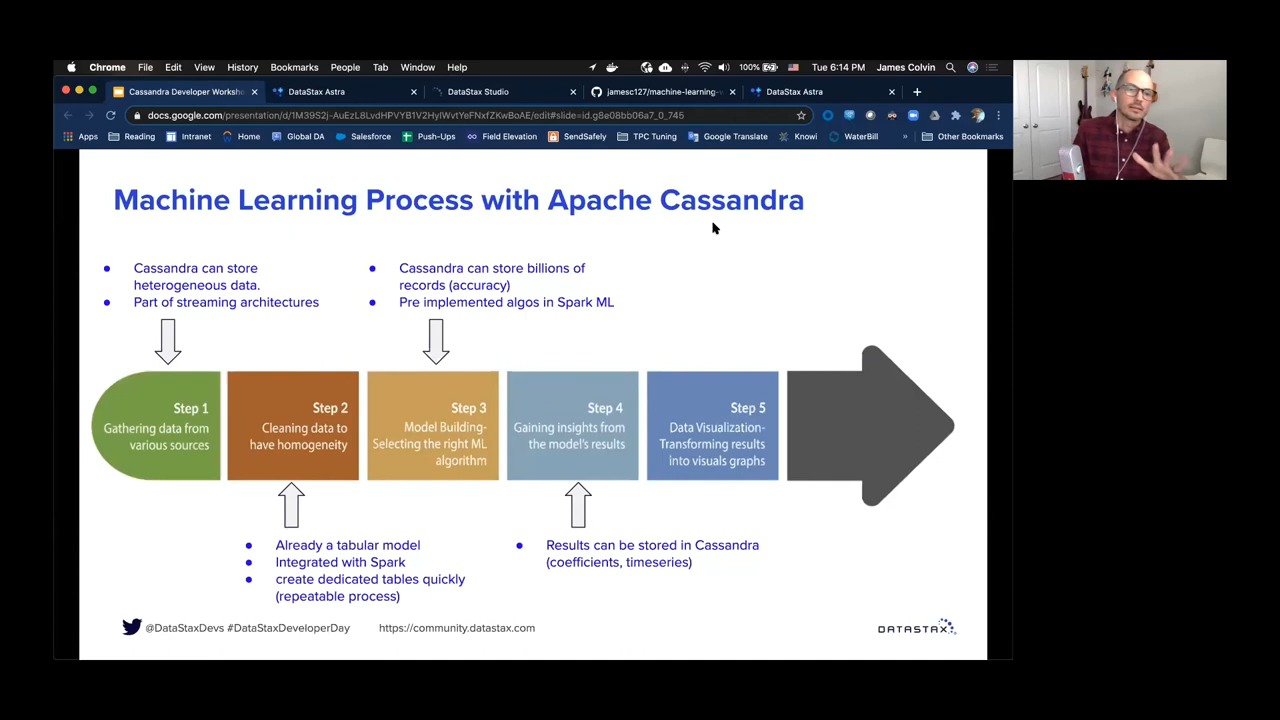 Chrome File Edit View History Bookmarks People Tab Window Help 100% Tue 6:14 PM James Colvin
Cassandra Developer Worksho DataStax Astra DataStax Studio jamesc127/machine-learning- DataStax Astra
docs.google.com/presentation/d/
Apps Reading Intranet Home Global DA Salesforce Push-Ups Field Elevation SendSafely TPC Tuning Google Translate Knowi WaterBill » Other Bookmarks
Machine Learning Process with Apache Cassandra
● Cassandra can store
heterogeneous data.
● Part of streaming architectures
● Cassandra can store billions of
records (accuracy)
● Pre implemented algos in Spark ML
Step 1
Gathering data from
various sources
Step 2
Cleaning data to
have homogeneity
Step 3
Model Building-
Selecting the right ML
algorithm
Step 4
Gaining insights from
the model's results
Step 5
Data Visualization-
Transforming results
into visuals graphs
● Already a tabular model
● Integrated with Spark
● create dedicated tables quickly
(repeatable process)
● Results can be stored in Cassandra
(coefficients, timeseries)
@DataStaxDevs #DataStaxDeveloperDay https://community.datastax.com
DATASTAX